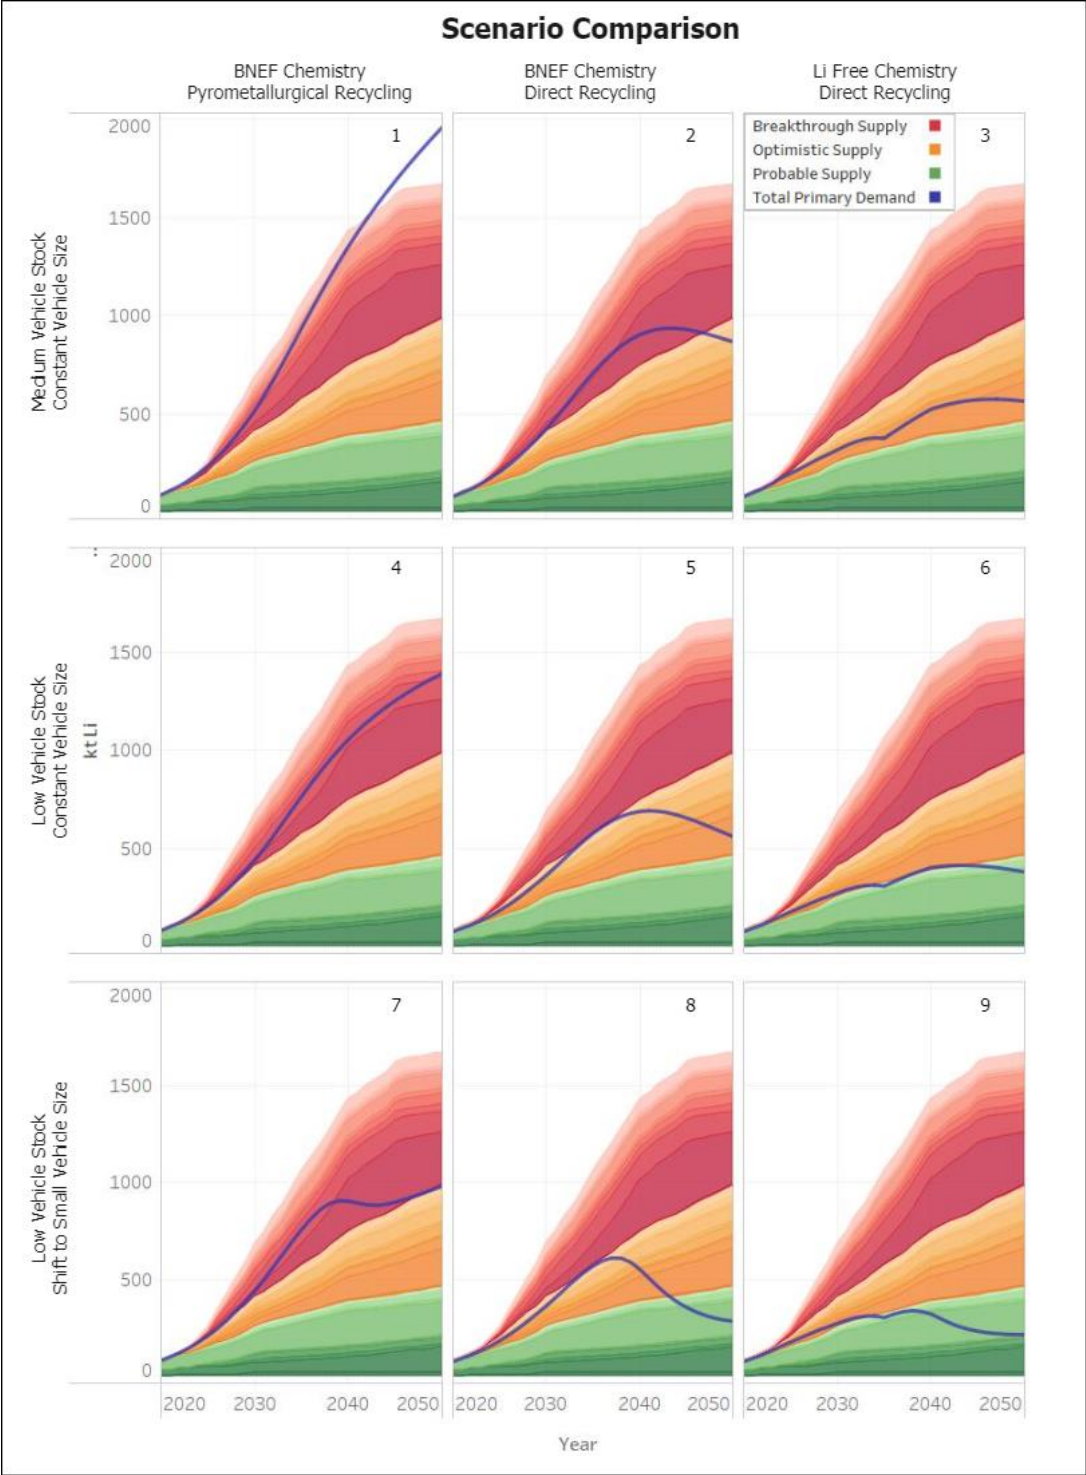 Scenario Comparison
BNEF Chemistry
Pyrometallurgical Recycling
BNEF Chemistry
Direct Recycling
Li Free Chemistry
Direct Recycling
Medium Vehicle Stock
Constant Vehicle Size
2000
1500
1000
500
0
1
2
3
Breakthrough Supply
Optimistic Supply
Probable Supply
Total Primary Demand
Low Vehicle Stock
Constant Vehicle Size
kt Li
2000
1500
1000
500
0
4
5
6
Low Vehicle Stock
Shift to Small Vehicle Size
2000
1500
1000
500
0
7
8
9
2020 2030 2040 2050 2020 2030 2040 2050 2020 2030 2040 2050
Year